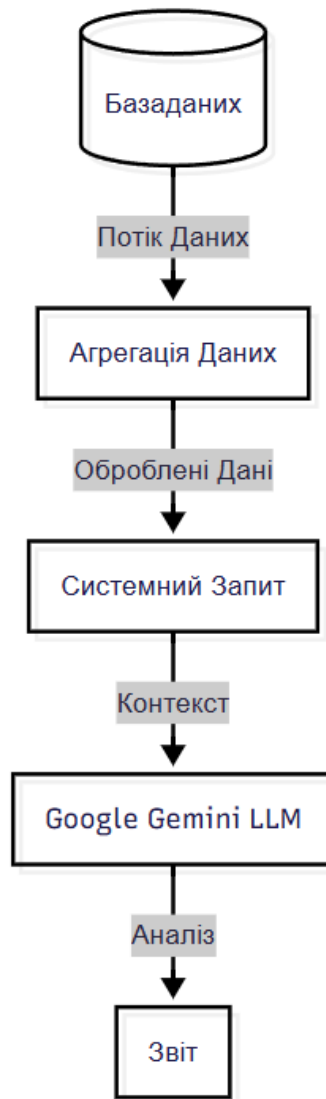 Базаданих
Потік Даних
Агрегація Даних
Оброблені Дані
Системний Запит
Контекст
Google Gemini LLM
Аналіз
Звіт